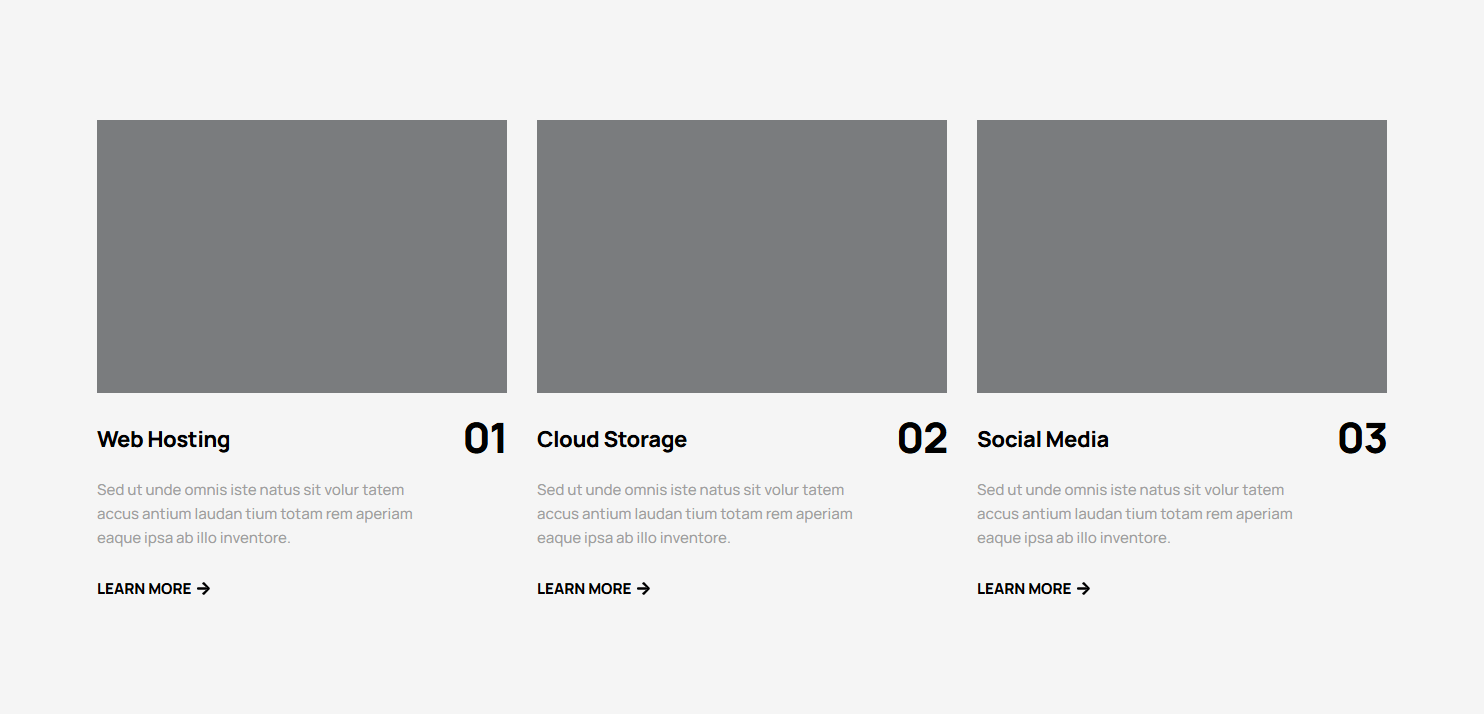 Web Hosting 01
Sed ut unde omnis iste natus sit volur tatem
accus antium laudan tium totam rem aperiam
eaque ipsa ab illo inventore.
LEARN MORE →
Cloud Storage 02
Sed ut unde omnis iste natus sit volur tatem
accus antium laudan tium totam rem aperiam
eaque ipsa ab illo inventore.
LEARN MORE →
Social Media 03
Sed ut unde omnis iste natus sit volur tatem
accus antium laudan tium totam rem aperiam
eaque ipsa ab illo inventore.
LEARN MORE →